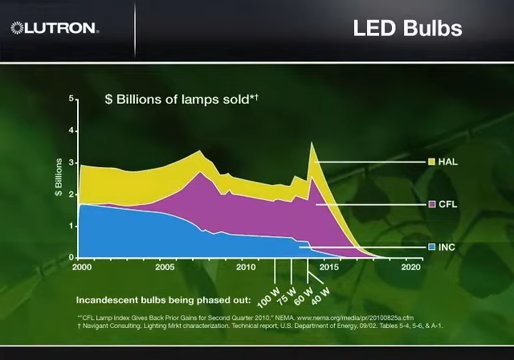 LUTRON®
LED Bulbs
$ Billions of lamps sold*†
5
4
3
2
1
0
$ Billions
HAL
CFL
INC
2000 2005 2010 2015 2020
Incandescent bulbs being phased out: 100 W 75 W 60 W 40 W
*"CFL Lamp Index Gives Back Prior Gains for Second Quarter 2010," NEMA. www.nema.org/media/pr/20100825a.cfm
† Navigant Consulting. Lighting Mrkt characterization. Technical report, U.S. Department of Energy, 09/02. Tables 5-4, 5-6, & A-1.